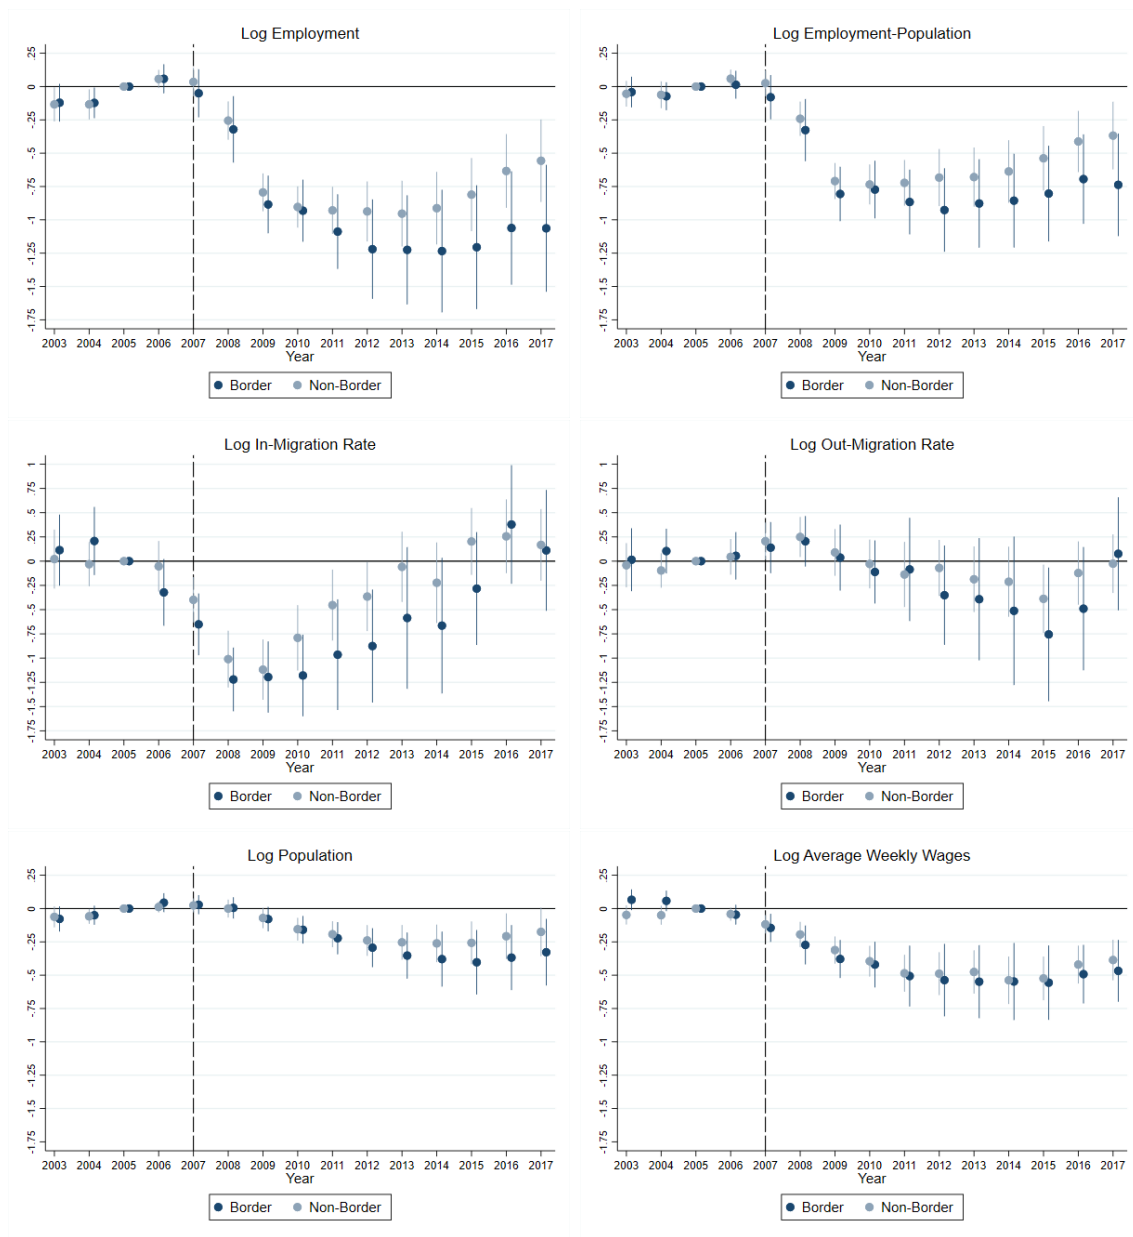 Log Employment
.25
0
-.25
-.5
-.75
-1
-1.25
-1.5
-1.75
2003 2004 2005 2006 2007 2008 2009 2010 2011 2012 2013 2014 2015 2016 2017
Year
Border Non-Border
Log Employment-Population
.25
0
-.25
-.5
-.75
-1
-1.25
-1.5
-1.75
2003 2004 2005 2006 2007 2008 2009 2010 2011 2012 2013 2014 2015 2016 2017
Year
Border Non-Border
Log In-Migration Rate
1
.75
.5
.25
0
-.25
-.5
-.75
-1
-1.25
-1.5
-1.75
2003 2004 2005 2006 2007 2008 2009 2010 2011 2012 2013 2014 2015 2016 2017
Year
Border Non-Border
Log Out-Migration Rate
1
.75
.5
.25
0
-.25
-.5
-.75
-1
-1.25
-1.5
-1.75
2003 2004 2005 2006 2007 2008 2009 2010 2011 2012 2013 2014 2015 2016 2017
Year
Border Non-Border
Log Population
.25
0
-.25
-.5
-.75
-1
-1.25
-1.5
-1.75
2003 2004 2005 2006 2007 2008 2009 2010 2011 2012 2013 2014 2015 2016 2017
Year
Border Non-Border
Log Average Weekly Wages
.25
0
-.25
-.5
-.75
-1
-1.25
-1.5
-1.75
2003 2004 2005 2006 2007 2008 2009 2010 2011 2012 2013 2014 2015 2016 2017
Year
Border Non-Border